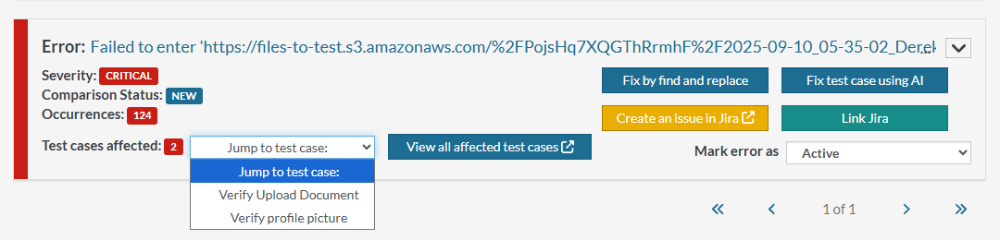 Error: Failed to enter 'https://files-to-test.s3.amazonaws.com/%2FPojsHq7XQGThRrmhF%2F2025-09-10_05-35-02_Derek...
Severity: CRITICAL
Comparison Status: NEW
Occurrences: 124
Fix by find and replace
Fix test case using AI
Create an issue in Jira
Link Jira
Test cases affected: 2
Jump to test case:
View all affected test cases
Mark error as
Active
Jump to test case:
Verify Upload Document
Verify profile picture
1 of 1